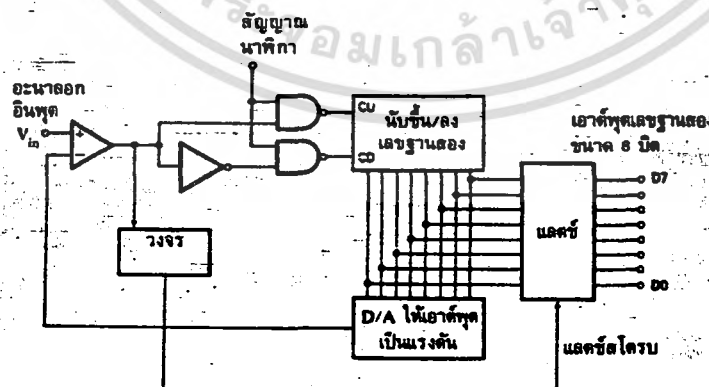 สัญญาณ
นาฬิกา
อะนาลอก
อินพุต
V_in
+
−
CU
CD
นับขึ้น/ลง
เลขฐานสอง
เอาต์พุตเลขฐานสอง
ขนาด 8 บิต
D7
แลตช์
D0
วงจร
D/A ให้เอาต์พุต
เป็นแรงดัน
แลตช์สโตรบ